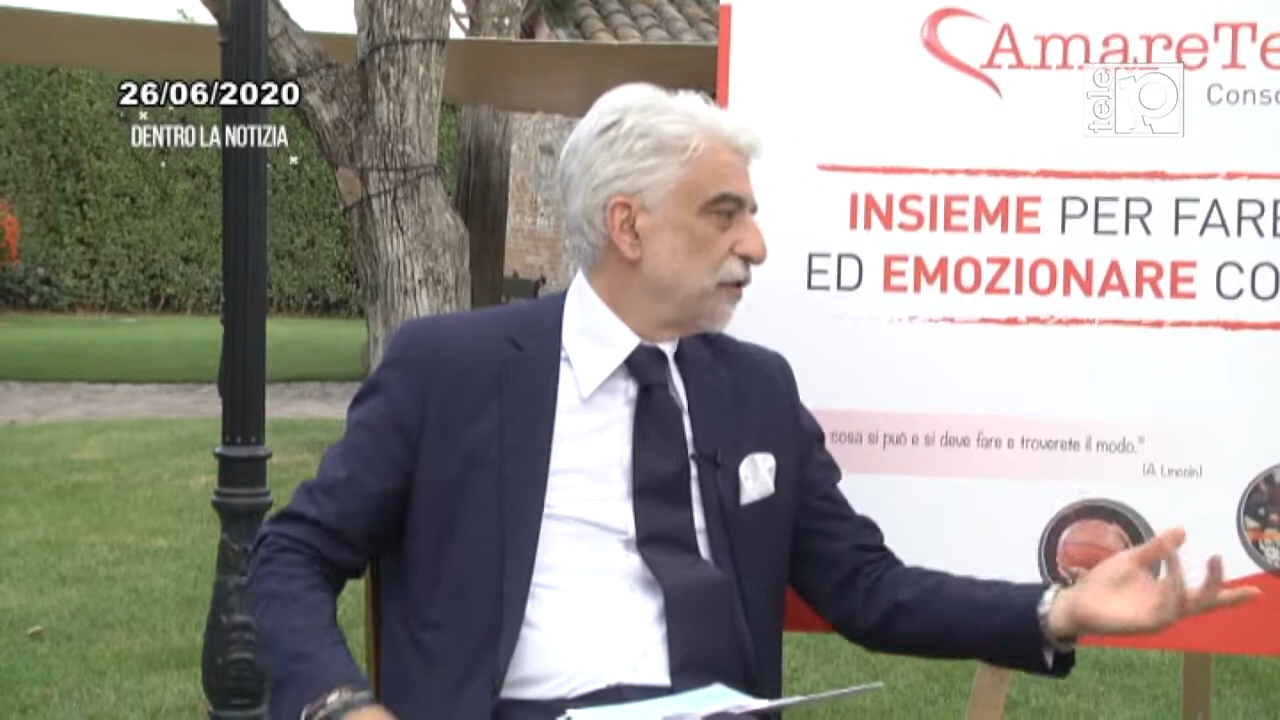 26/06/2020
DENTRO LA NOTIZIA
AmareTe
Conso
tele
INSIEME PER FARE
ED EMOZIONARE CO
cosa si può e si deve fare e troverete il modo."
(A. Lincoln)